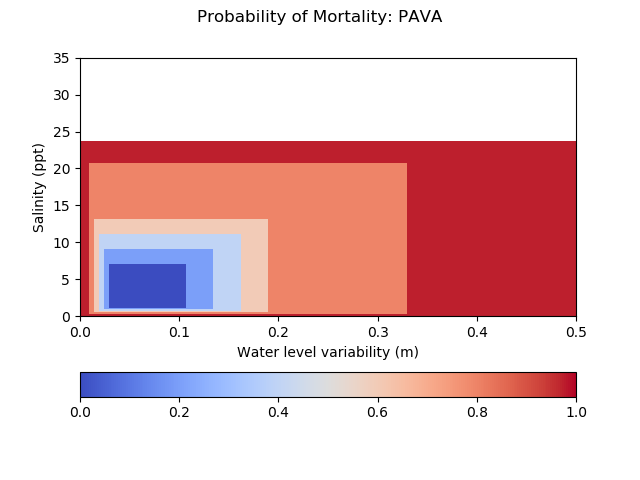 Probability of Mortality: PAVA
35
30
25
20
15
10
5
0
Salinity (ppt)
0.0 0.1 0.2 0.3 0.4 0.5
Water level variability (m)
0.0 0.2 0.4 0.6 0.8 1.0